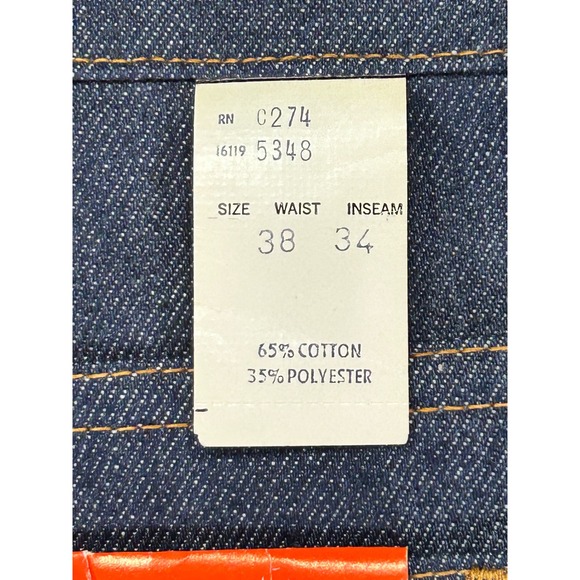 RN C274
16119 5348
SIZE WAIST INSEAM
38 34
65% COTTON
35% POLYESTER